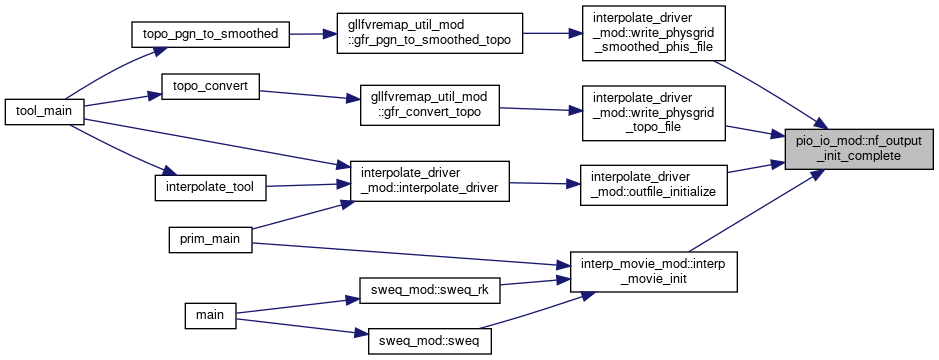 topo_pgn_to_smoothed
gllfvremap_util_mod
::gfr_pgn_to_smoothed_topo
interpolate_driver
_mod::write_physgrid
_smoothed_phis_file
tool_main
topo_convert
gllfvremap_util_mod
::gfr_convert_topo
interpolate_driver
_mod::write_physgrid
_topo_file
pio_io_mod::nf_output
_init_complete
interpolate_tool
interpolate_driver
_mod::interpolate_driver
interpolate_driver
_mod::outfile_initialize
prim_main
interp_movie_mod::interp
_movie_init
main
sweq_mod::sweq_rk
sweq_mod::sweq